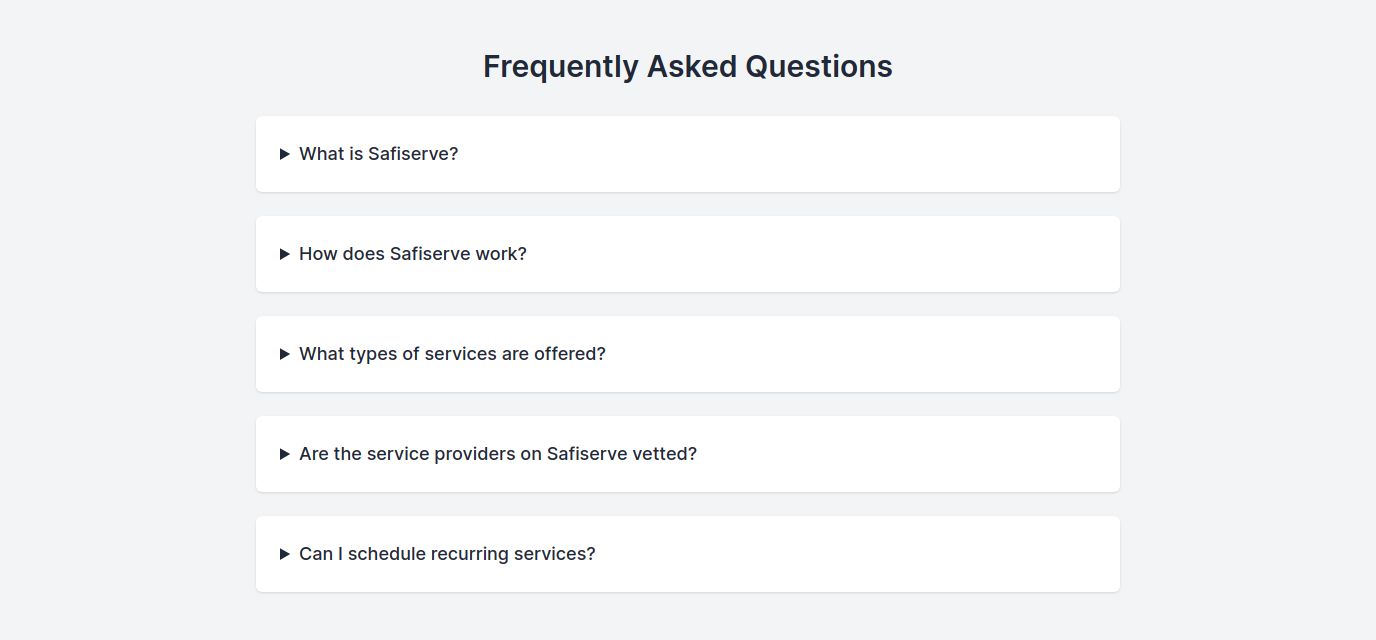 Frequently Asked Questions
What is Safiserve?
How does Safiserve work?
What types of services are offered?
Are the service providers on Safiserve vetted?
Can I schedule recurring services?